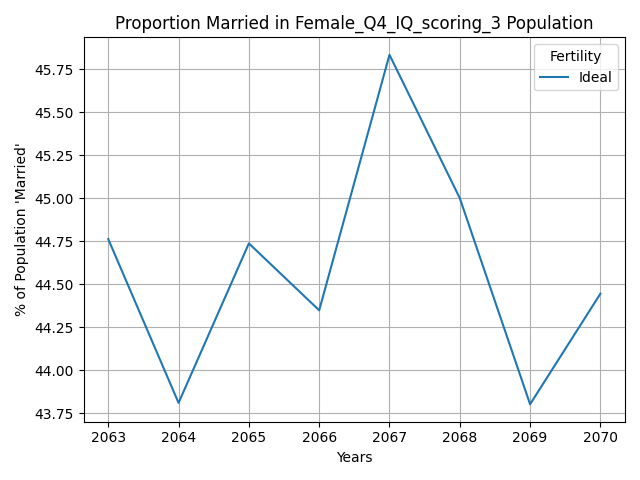 Proportion Married in Female_Q4_IQ_scoring_3 Population
Fertility
Ideal
% of Population 'Married'
45.75
45.50
45.25
45.00
44.75
44.50
44.25
44.00
43.75
2063 2064 2065 2066 2067 2068 2069 2070
Years